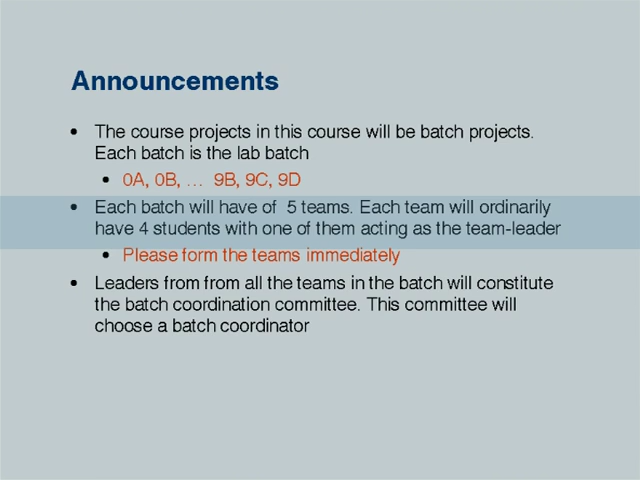 Announcements
• The course projects in this course will be batch projects.
Each batch is the lab batch
• 0A, 0B, … 9B, 9C, 9D
• Each batch will have of 5 teams. Each team will ordinarily
have 4 students with one of them acting as the team-leader
• Please form the teams immediately
• Leaders from from all the teams in the batch will constitute
the batch coordination committee. This committee will
choose a batch coordinator